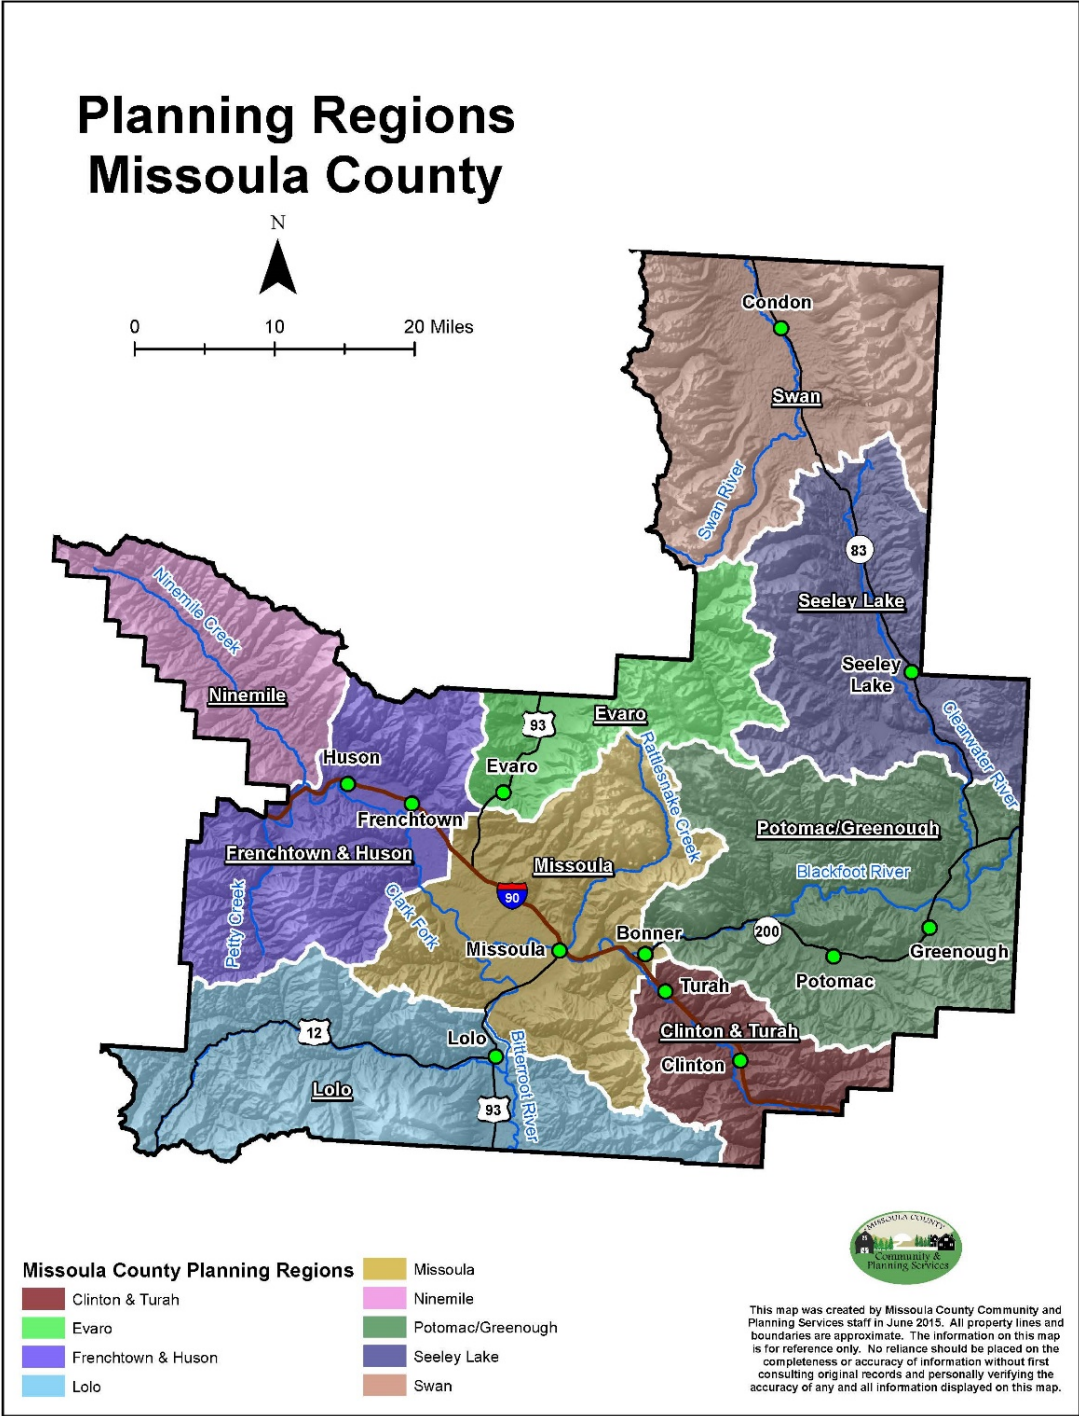 Planning Regions
Missoula County
N
0 10 20 Miles
Condon
Swan
Swan River
83
Seeley Lake
Seeley
Lake
Clearwater River
Ninemile Creek
Ninemile
93
Evaro
Evaro
Rattlesnake Creek
Huson
Frenchtown
Frenchtown & Huson
Potomac/Greenough
Missoula
Blackfoot River
90
Petty Creek
Clark Fork
Missoula
Bonner
200
Greenough
Potomac
Turah
Clinton & Turah
Clinton
12
Lolo
Lolo
Bitterroot River
93
MISSOULA COUNTY
Community &
Planning Services
Missoula County Planning Regions
Clinton & Turah
Evaro
Frenchtown & Huson
Lolo
Missoula
Ninemile
Potomac/Greenough
Seeley Lake
Swan
This map was created by Missoula County Community and
Planning Services staff in June 2015. All property lines and
boundaries are approximate. The information on this map
is for reference only. No reliance should be placed on the
completeness or accuracy of information without first
consulting original records and personally verifying the
accuracy of any and all information displayed on this map.